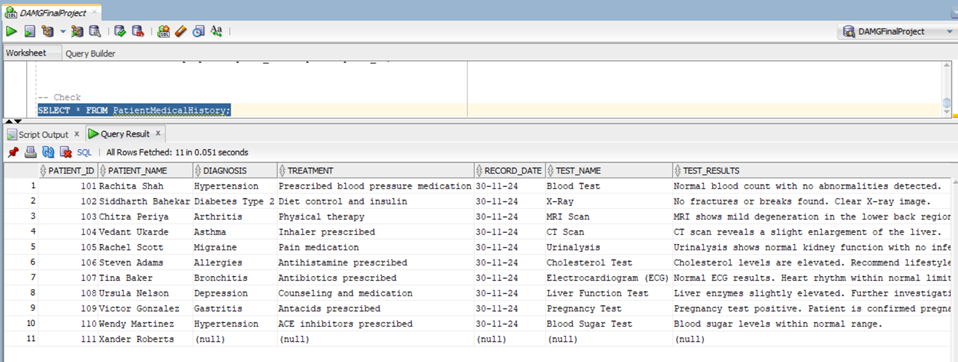 DAMGFinalProject
DAMGFinalProject
Worksheet Query Builder
-- Check
SELECT * FROM PatientMedicalHistory;
Script Output x Query Result x
SQL | All Rows Fetched: 11 in 0.051 seconds
PATIENT_ID PATIENT_NAME DIAGNOSIS TREATMENT RECORD_DATE TEST_NAME TEST_RESULTS
1 101 Rachita Shah Hypertension Prescribed blood pressure medication 30-11-24 Blood Test Normal blood count with no abnormalities detected.
2 102 Siddharth Bahekar Diabetes Type 2 Diet control and insulin 30-11-24 X-Ray No fractures or breaks found. Clear X-ray image.
3 103 Chitra Periya Arthritis Physical therapy 30-11-24 MRI Scan MRI shows mild degeneration in the lower back region
4 104 Vedant Ukarde Asthma Inhaler prescribed 30-11-24 CT Scan CT scan reveals a slight enlargement of the liver.
5 105 Rachel Scott Migraine Pain medication 30-11-24 Urinalysis Urinalysis shows normal kidney function with no infe
6 106 Steven Adams Allergies Antihistamine prescribed 30-11-24 Cholesterol Test Cholesterol levels are elevated. Recommend lifestyle
7 107 Tina Baker Bronchitis Antibiotics prescribed 30-11-24 Electrocardiogram (ECG) Normal ECG results. Heart rhythm within normal limit
8 108 Ursula Nelson Depression Counseling and medication 30-11-24 Liver Function Test Liver enzymes slightly elevated. Further investigati
9 109 Victor Gonzalez Gastritis Antacids prescribed 30-11-24 Pregnancy Test Pregnancy test positive. Patient is confirmed pregna
10 110 Wendy Martinez Hypertension ACE inhibitors prescribed 30-11-24 Blood Sugar Test Blood sugar levels within normal range.
11 111 Xander Roberts (null) (null) (null) (null) (null)